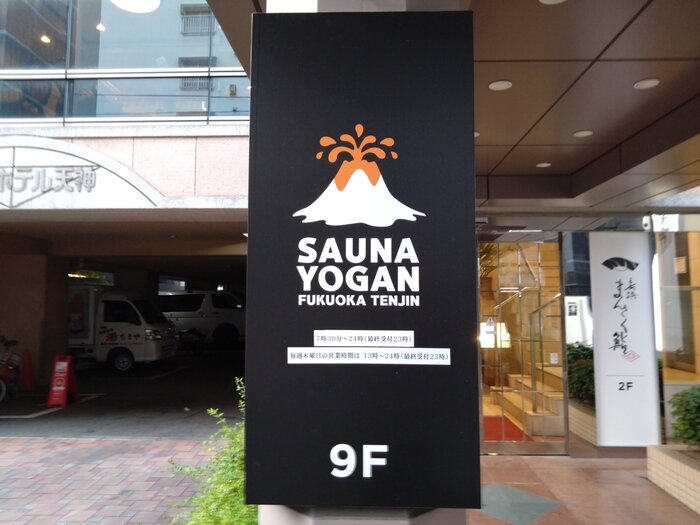 ホテル天神
SAUNA
YOGAN
FUKUOKA TENJIN
7時30分~24時(最終受付23時)
毎週木曜日の営業時間は 13時~24時(最終受付23時)
9F
長浜
2F